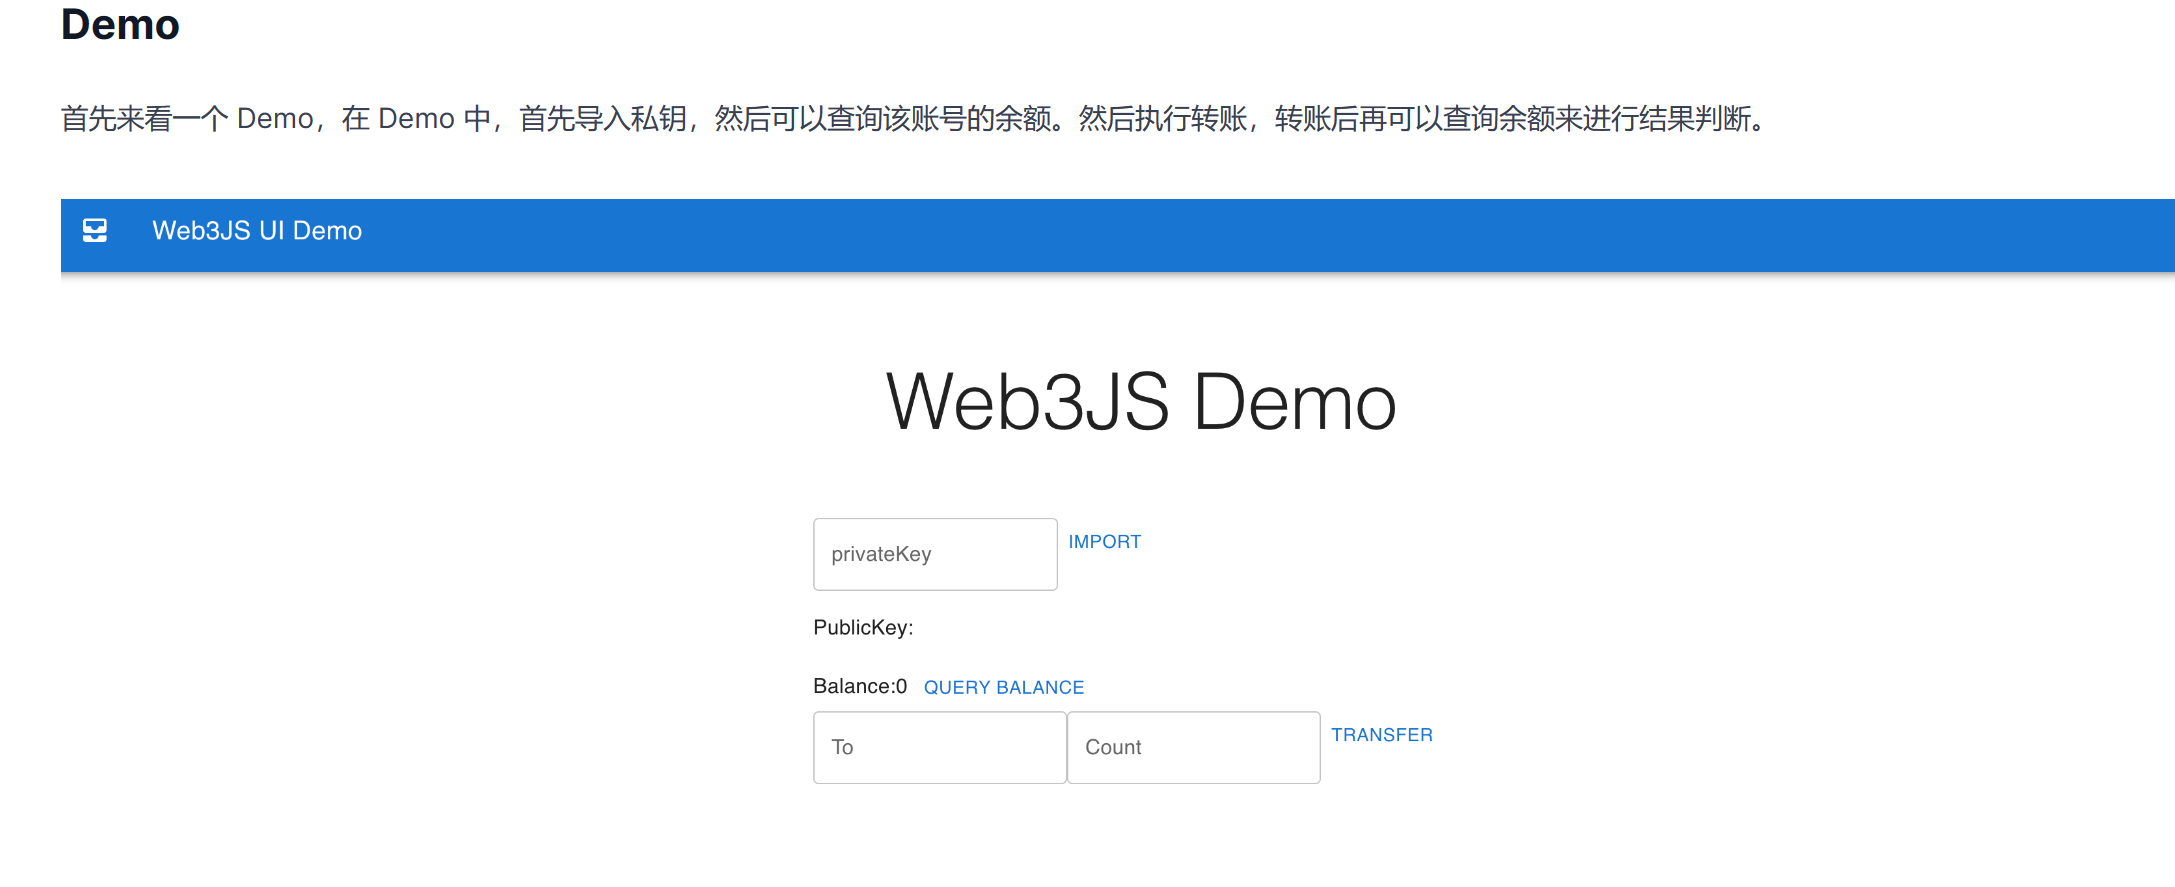 Demo
首先来看一个 Demo，在 Demo 中，首先导入私钥，然后可以查询该账号的余额。然后执行转账，转账后再可以查询余额来进行结果判断。
Web3JS UI Demo
Web3JS Demo
privateKey IMPORT
PublicKey:
Balance:0 QUERY BALANCE
To Count TRANSFER